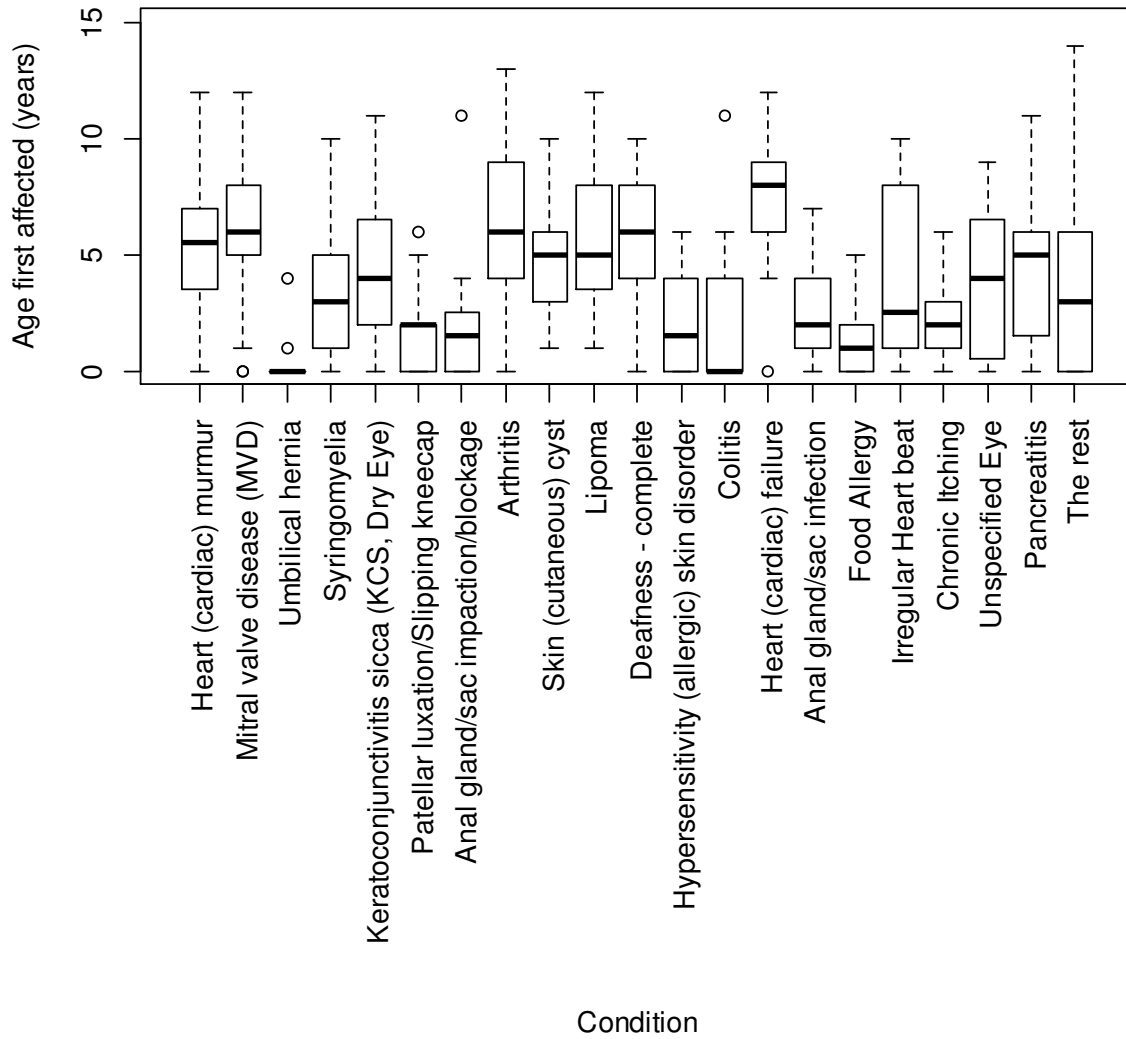 Age first affected (years)
15
10
5
0
Heart (cardiac) murmur
Mitral valve disease (MVD)
Umbilical hernia
Syringomyelia
Keratoconjunctivitis sicca (KCS, Dry Eye)
Patellar luxation/Slipping kneecap
Anal gland/sac impaction/blockage
Arthritis
Skin (cutaneous) cyst
Lipoma
Deafness - complete
Hypersensitivity (allergic) skin disorder
Colitis
Heart (cardiac) failure
Anal gland/sac infection
Food Allergy
Irregular Heart beat
Chronic Itching
Unspecified Eye
Pancreatitis
The rest
Condition